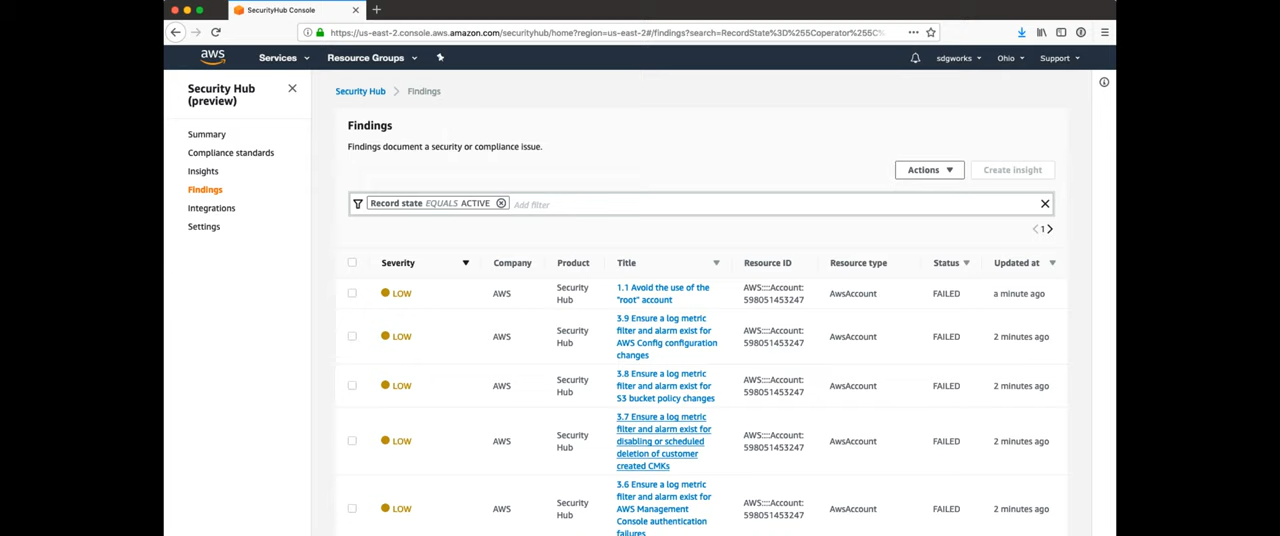 SecurityHub Console
https://us-east-2.console.aws.amazon.com/securityhub/home?region=us-east-2#/findings?search=RecordState%3D%255Coperator%255C
aws Services Resource Groups sdgworks Ohio Support
Security Hub (preview)
Summary
Compliance standards
Insights
Findings
Integrations
Settings
Security Hub > Findings
Findings
Findings document a security or compliance issue.
Actions Create insight
Record state EQUALS ACTIVE Add filter
1
Severity Company Product Title Resource ID Resource type Status Updated at
LOW AWS Security Hub 1.1 Avoid the use of the "root" account AWS::::Account:598051453247 AwsAccount FAILED a minute ago
LOW AWS Security Hub 3.9 Ensure a log metric filter and alarm exist for AWS Config configuration changes AWS::::Account:598051453247 AwsAccount FAILED 2 minutes ago
LOW AWS Security Hub 3.8 Ensure a log metric filter and alarm exist for S3 bucket policy changes AWS::::Account:598051453247 AwsAccount FAILED 2 minutes ago
LOW AWS Security Hub 3.7 Ensure a log metric filter and alarm exist for disabling or scheduled deletion of customer created CMKs AWS::::Account:598051453247 AwsAccount FAILED 2 minutes ago
LOW AWS Security Hub 3.6 Ensure a log metric filter and alarm exist for AWS Management Console authentication failures AWS::::Account:598051453247 AwsAccount FAILED 2 minutes ago